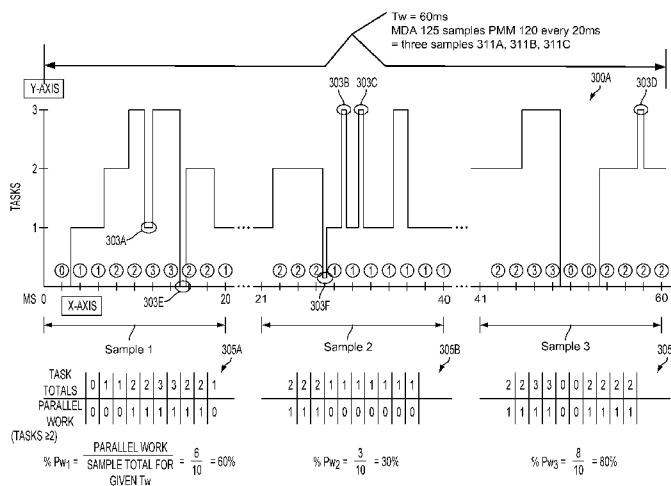 Tw = 60ms
MDA 125 samples PMM 120 every 20ms
= three samples 311A, 311B, 311C
Y-AXIS
303B
303C
300A
303D
3
2
1
TASKS
303A
0 1 1 2 2 3 3 2 2 1
2 2 2 1 1 1 1 1 1 1
2 2 3 3 0 0 2 2 2 2
MS 0
X-AXIS
303E
20
21
303F
40
41
60
Sample 1
Sample 2
Sample 3
305A
305B
305
TASK
TOTALS
0 1 1 2 2 3 3 2 2 1
2 2 2 1 1 1 1 1 1 1
2 2 3 3 0 0 2 2 2 2
PARALLEL
WORK
(TASKS ≥2)
0 0 0 1 1 1 1 1 1 0
1 1 1 0 0 0 0 0 0 0
1 1 1 1 0 0 1 1 1 1
% Pw1 = PARALLEL WORK / SAMPLE TOTAL FOR GIVEN Tw = 6/10 = 60%
% Pw2 = 3/10 = 30%
% Pw3 = 8/10 = 80%